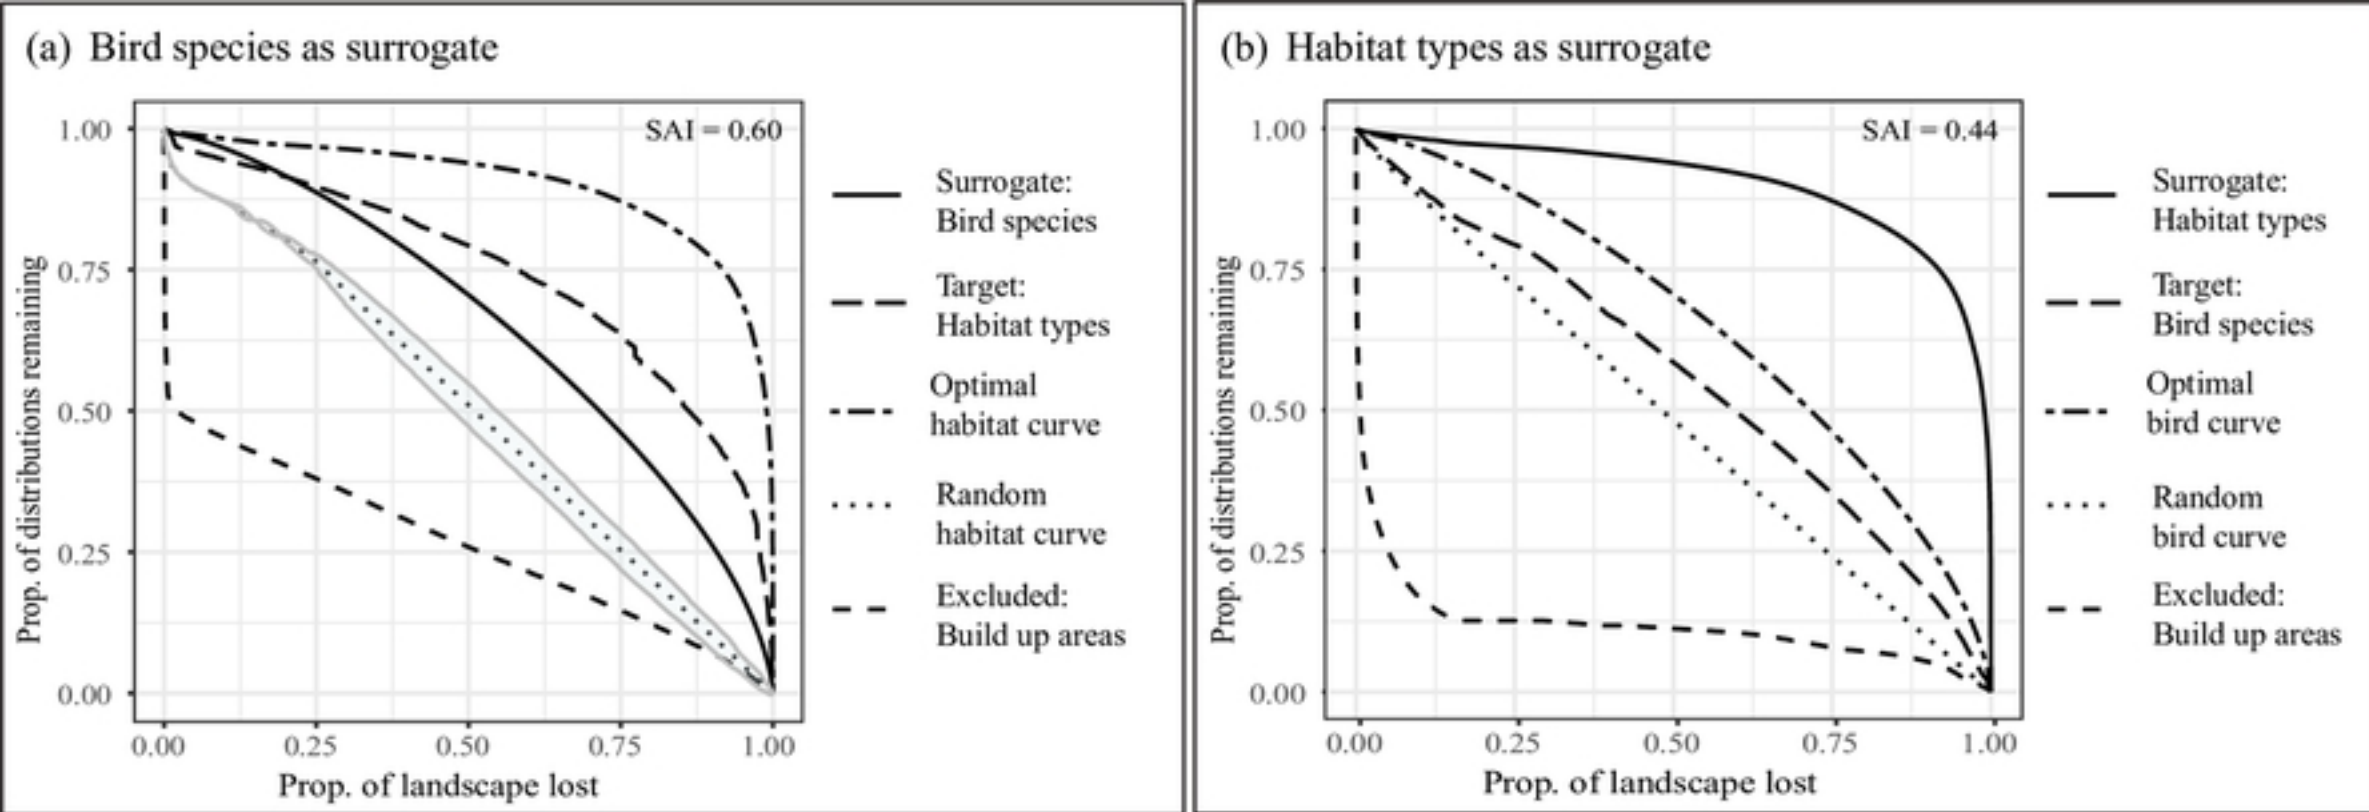 (a) Bird species as surrogate
SAI = 0.60
1.00
0.75
0.50
0.25
0.00
Prop. of distributions remaining
0.00 0.25 0.50 0.75 1.00
Prop. of landscape lost
Surrogate:
Bird species
Target:
Habitat types
Optimal
habitat curve
Random
habitat curve
Excluded:
Build up areas
(b) Habitat types as surrogate
SAI = 0.44
1.00
0.75
0.50
0.25
0.00
Prop. of distributions remaining
0.00 0.25 0.50 0.75 1.00
Prop. of landscape lost
Surrogate:
Habitat types
Target:
Bird species
Optimal
bird curve
Random
bird curve
Excluded:
Build up areas